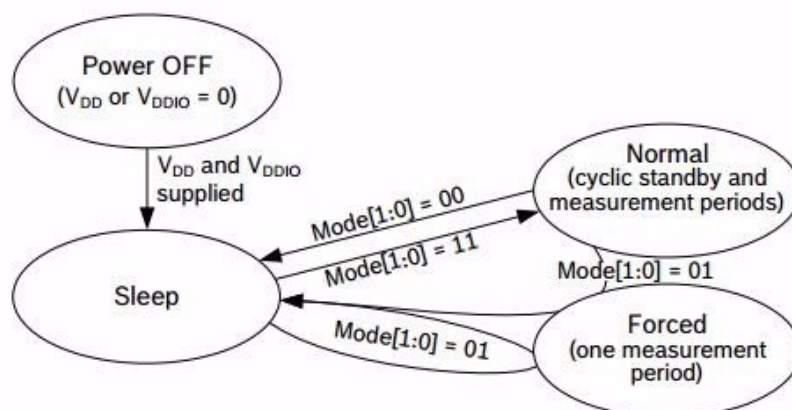 Power OFF
(VDD or VDDIO = 0)
VDD and VDDIO
supplied
Normal
(cyclic standby and
measurement periods)
Mode[1:0] = 00
Mode[1:0] = 11
Mode[1:0] = 01
Sleep
Mode[1:0] = 01
Forced
(one measurement
period)